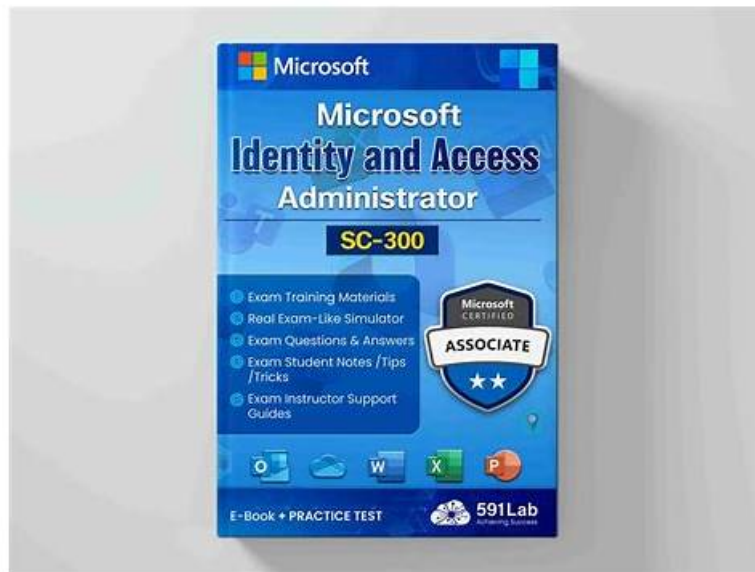 Microsoft
Microsoft
Identity and Access
Administrator
SC-300
Exam Training Materials
Real Exam-Like Simulator
Exam Questions & Answers
Exam Student Notes /Tips
/Tricks
Exam Instructor Support
Guides
Microsoft
CERTIFIED
ASSOCIATE
O
W
X
P
E-Book + PRACTICE TEST
591Lab
Achieving Success